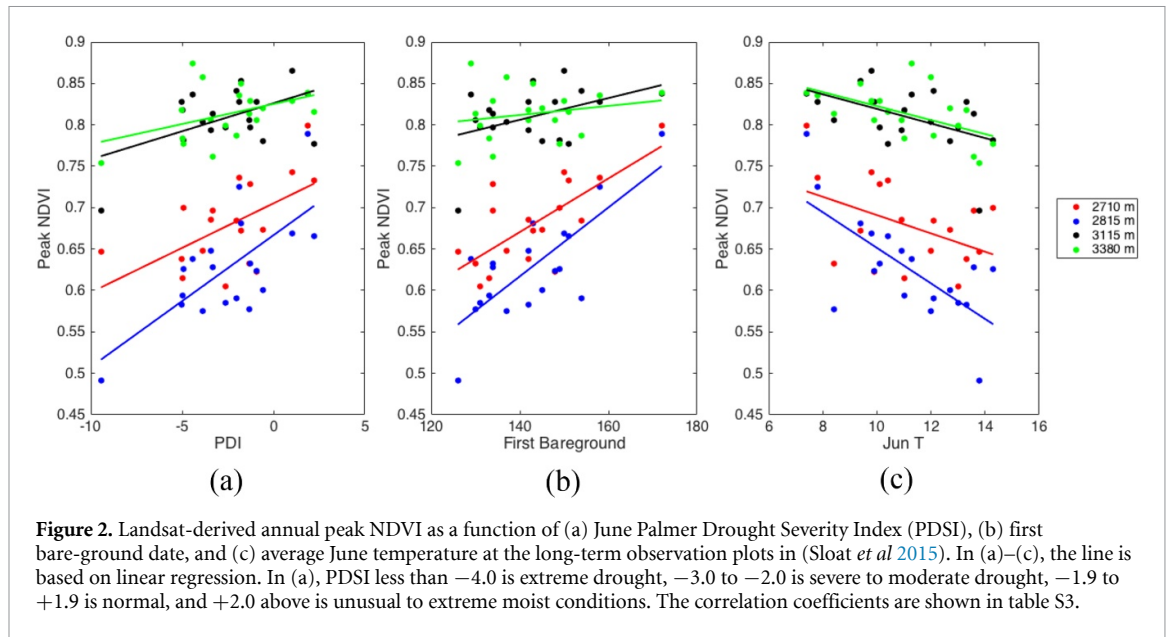 0.9
0.85
0.8
0.75
0.7
0.65
0.6
0.55
0.5
0.45
Peak NDVI
-10 -5 0 5
PDI
(a)
0.9
0.85
0.8
0.75
0.7
0.65
0.6
0.55
0.5
0.45
Peak NDVI
120 140 160 180
First Bareground
(b)
0.9
0.85
0.8
0.75
0.7
0.65
0.6
0.55
0.5
0.45
Peak NDVI
6 8 10 12 14 16
Jun T
(c)
2710 m
2815 m
3115 m
3380 m
Figure 2. Landsat-derived annual peak NDVI as a function of (a) June Palmer Drought Severity Index (PDSI), (b) first
bare-ground date, and (c) average June temperature at the long-term observation plots in (Sloat et al 2015). In (a)–(c), the line is
based on linear regression. In (a), PDSI less than −4.0 is extreme drought, −3.0 to −2.0 is severe to moderate drought, −1.9 to
+1.9 is normal, and +2.0 above is unusual to extreme moist conditions. The correlation coefficients are shown in table S3.